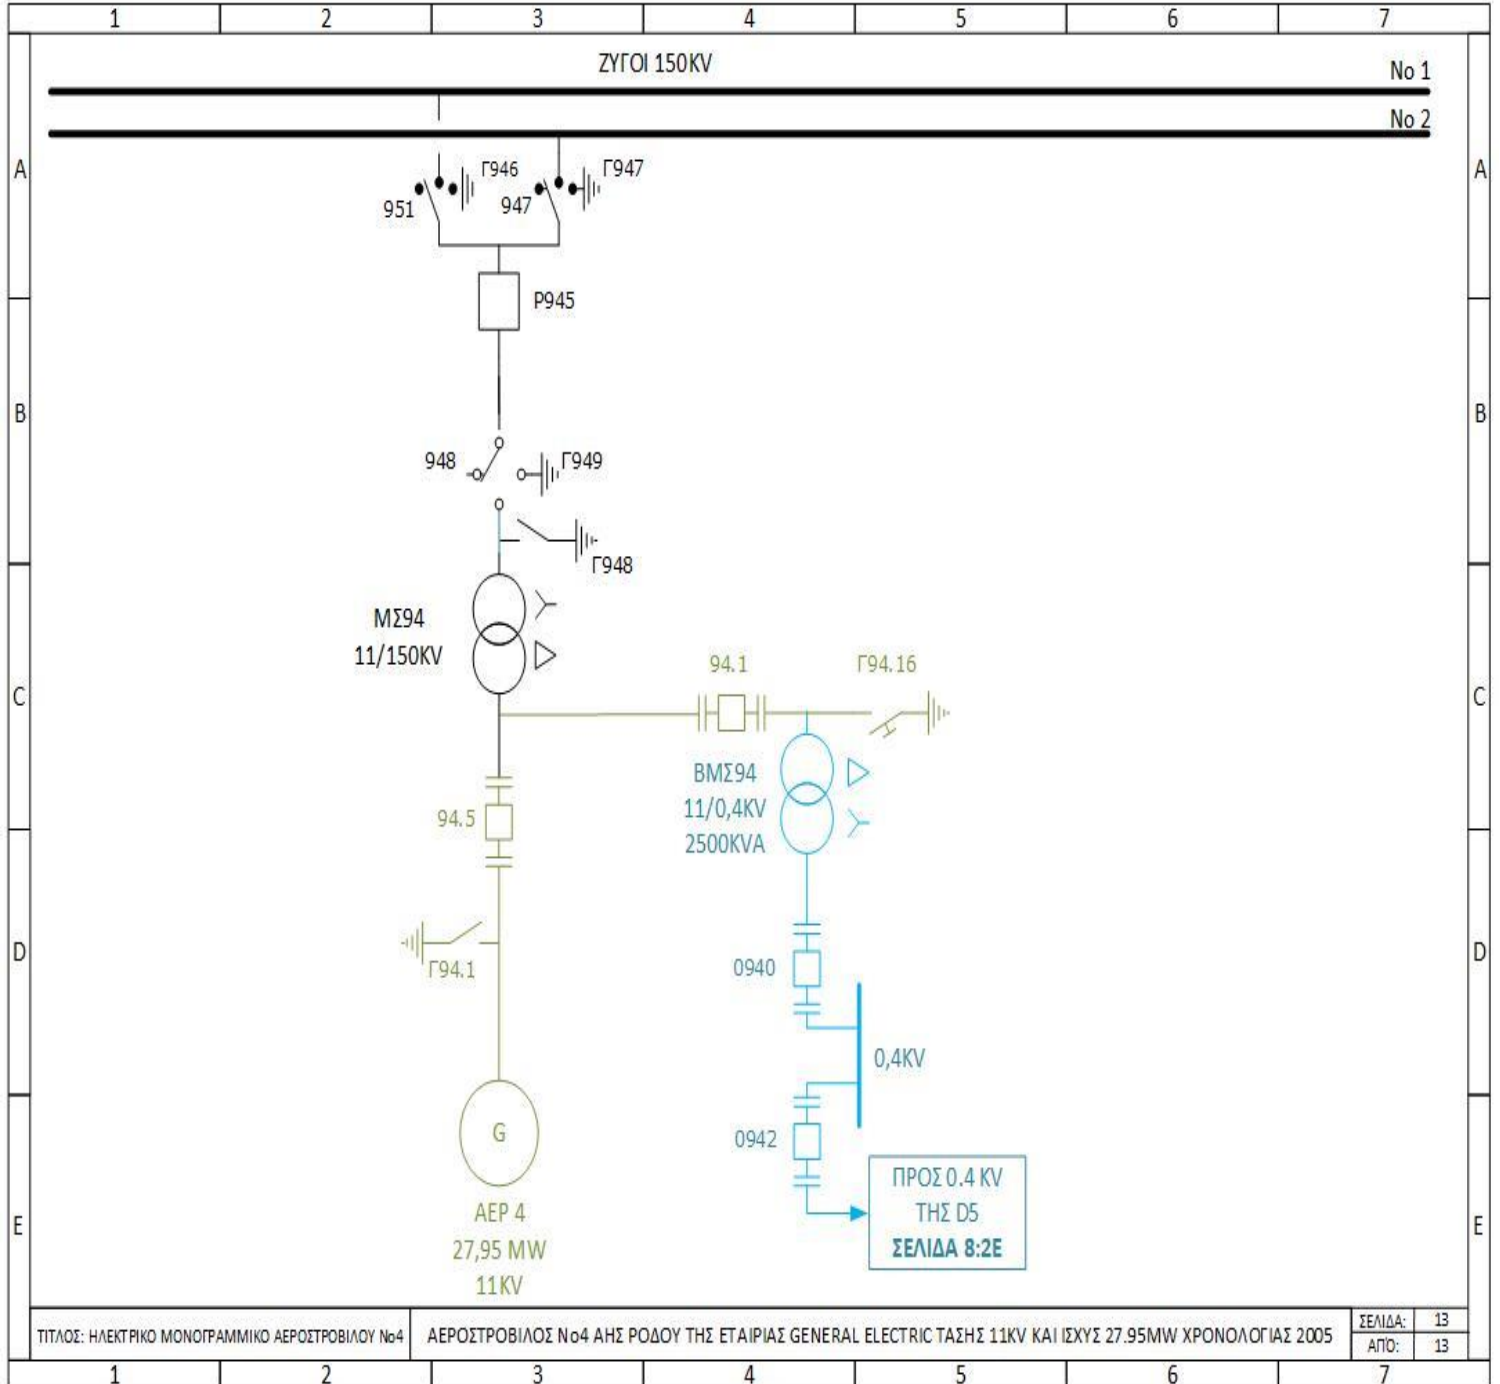 1 2 3 4 5 6 7
ΖΥΓΟΙ 150KV
No 1
No 2
A A
Γ946
Γ947
951
947
P945
B B
948
Γ949
Γ948
ΜΣ94
11/150KV
94.1
Γ94.16
C C
ΒΜΣ94
11/0,4KV
2500KVA
94.5
D D
Γ94.1
0940
0,4KV
G
0942
ΠΡΟΣ 0.4 KV
ΤΗΣ D5
ΣΕΛΙΔΑ 8:2E
E E
ΑΕΡ 4
27,95 MW
11KV
ΤΙΤΛΟΣ: ΗΛΕΚΤΡΙΚΟ ΜΟΝΟΓΡΑΜΜΙΚΟ ΑΕΡΟΣΤΡΟΒΙΛΟΥ Νο4
ΑΕΡΟΣΤΡΟΒΙΛΟΣ Νο4 ΑΗΣ ΡΟΔΟΥ ΤΗΣ ΕΤΑΙΡΙΑΣ GENERAL ELECTRIC ΤΑΣΗΣ 11KV ΚΑΙ ΙΣΧΥΣ 27.95MW ΧΡΟΝΟΛΟΓΙΑΣ 2005
ΣΕΛΙΔΑ: 13
ΑΠΌ: 13
1 2 3 4 5 6 7